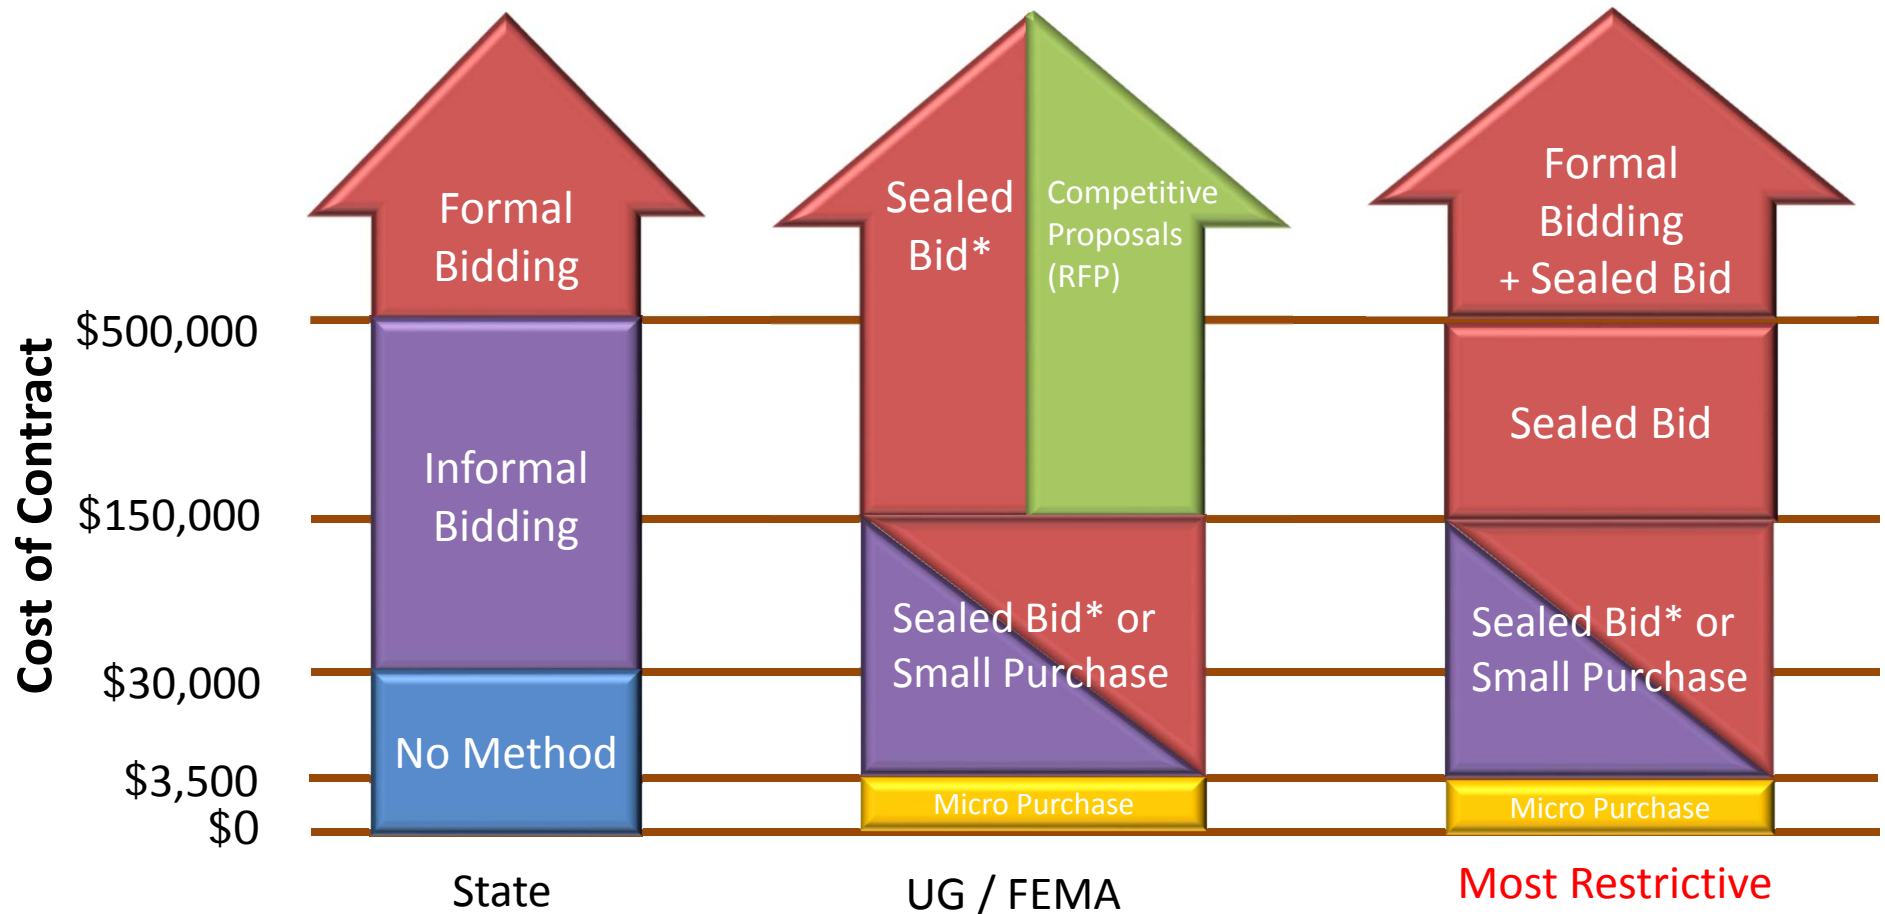 Cost of Contract
$500,000
$150,000
$30,000
$3,500
$0
Formal
Bidding
Informal
Bidding
No Method
State
Sealed
Bid*
Competitive
Proposals
(RFP)
Sealed Bid* or
Small Purchase
Micro Purchase
UG / FEMA
Formal
Bidding
+ Sealed Bid
Sealed Bid
Sealed Bid* or
Small Purchase
Micro Purchase
Most Restrictive